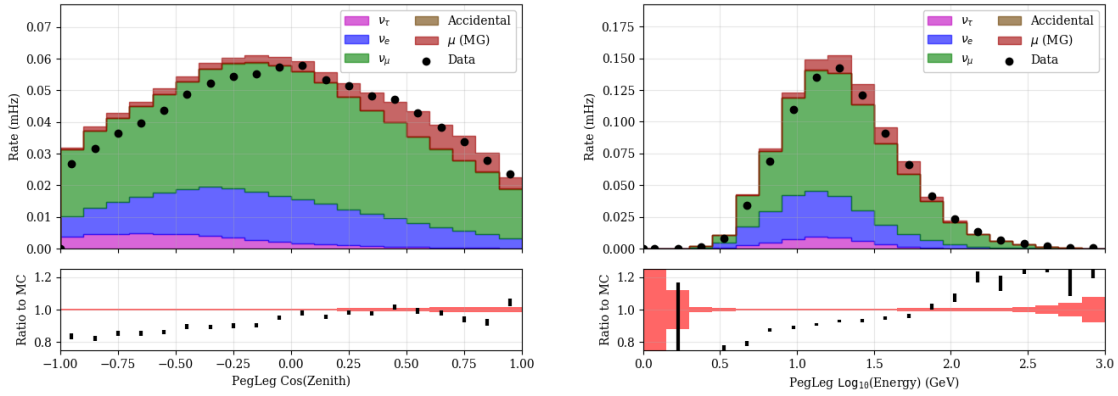 0.07
0.06
0.05
0.04
0.03
0.02
0.01
0.00
Rate (mHz)
ντ
νe
νμ
Accidental
μ (MG)
Data
1.2
1.0
0.8
Ratio to MC
−1.00
−0.75
−0.50
−0.25
0.00
0.25
0.50
0.75
1.00
PegLeg Cos(Zenith)
0.175
0.150
0.125
0.100
0.075
0.050
0.025
0.000
Rate (mHz)
ντ
νe
νμ
Accidental
μ (MG)
Data
1.2
1.0
0.8
Ratio to MC
0.0
0.5
1.0
1.5
2.0
2.5
3.0
PegLeg Log10(Energy) (GeV)